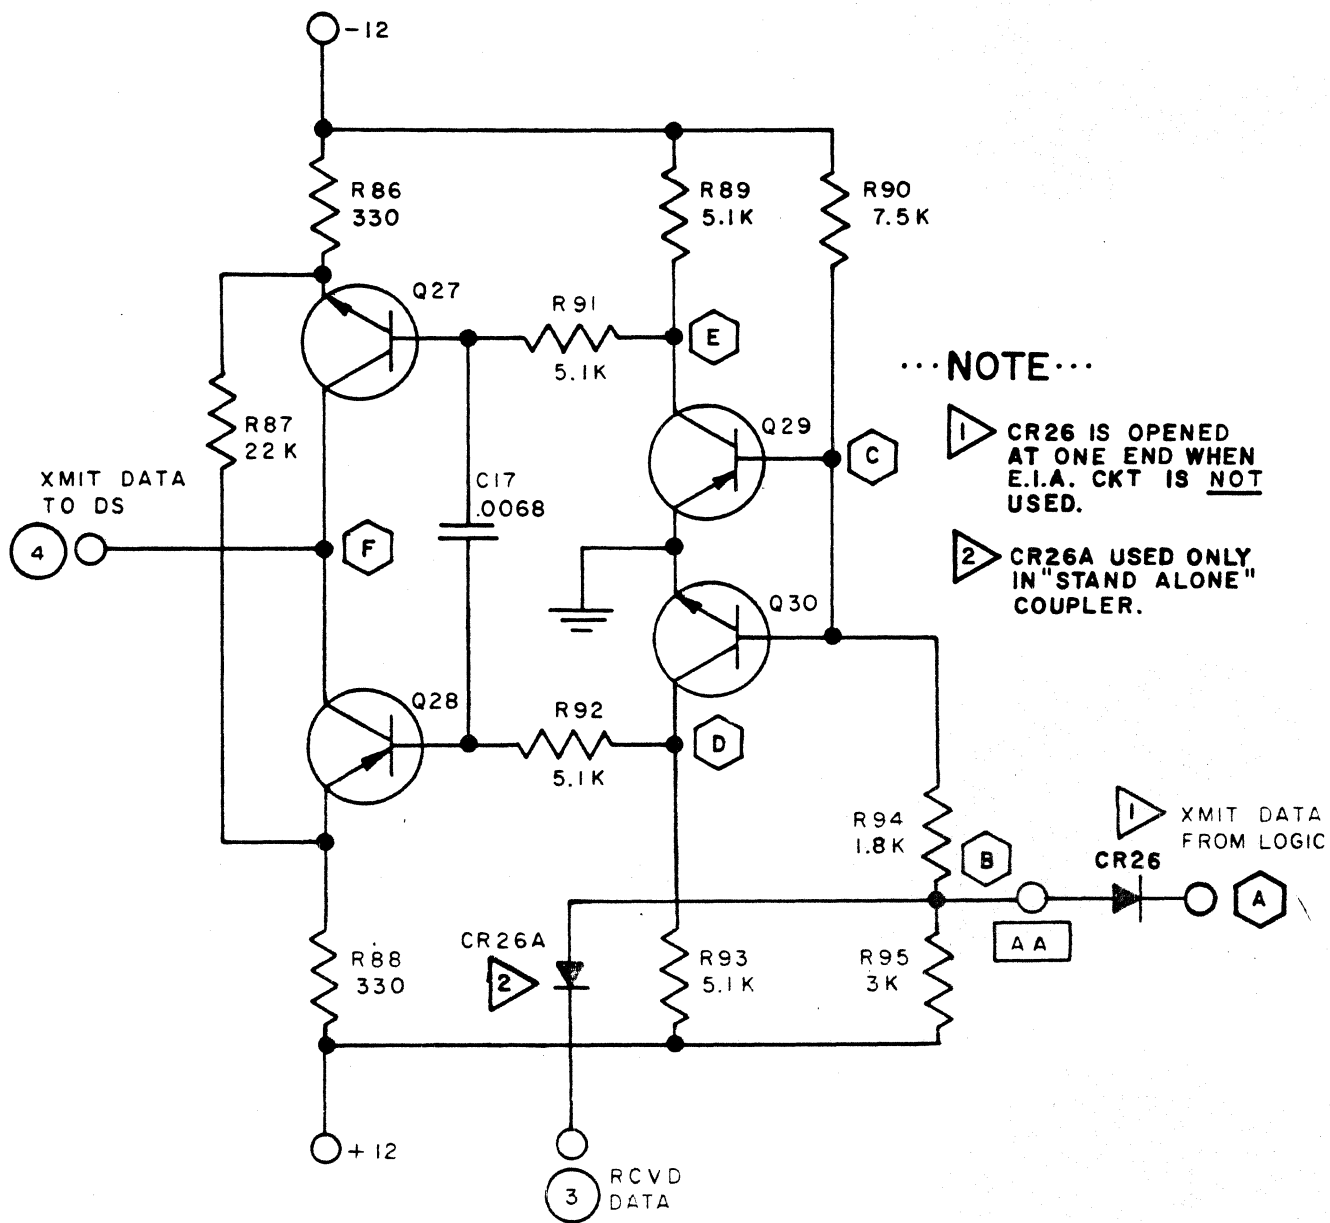 -12
R86
330
R89
5.1K
R90
7.5K
Q27
R91
5.1K
E
...NOTE...
R87
22K
Q29
C
1 CR26 IS OPENED
AT ONE END WHEN
E.I.A. CKT IS NOT
USED.
XMIT DATA
TO DS
4
F
C17
.0068
2 CR26A USED ONLY
IN "STAND ALONE"
COUPLER.
Q30
Q28
R92
5.1K
D
R94
1.8K
B
1 XMIT DATA
FROM LOGIC
CR26
A
AA
R88
330
CR26A
2
R93
5.1K
R95
3K
+12
3
RCVD
DATA